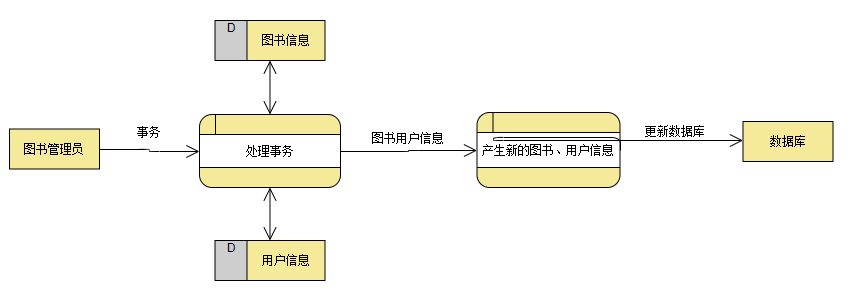 D
图书信息
事务
图书管理员
处理事务
图书用户信息
产生新的图书、用户信息
更新数据库
数据库
D
用户信息